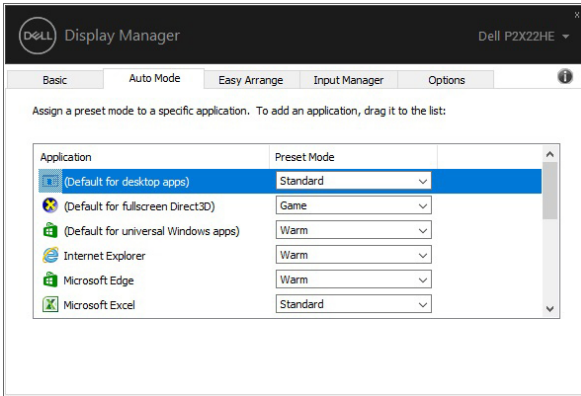 DELL Display Manager
Dell P2X22HE
Basic Auto Mode Easy Arrange Input Manager Options
Assign a preset mode to a specific application. To add an application, drag it to the list:
Application Preset Mode
(Default for desktop apps) Standard
(Default for fullscreen Direct3D) Game
(Default for universal Windows apps) Warm
Internet Explorer Warm
Microsoft Edge Warm
Microsoft Excel Standard